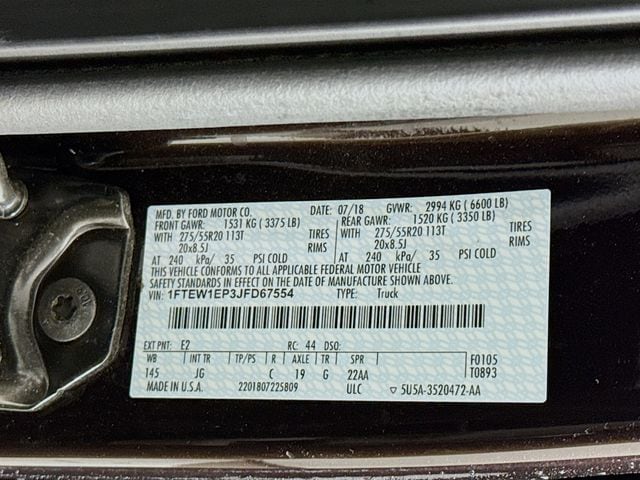 MFD. BY FORD MOTOR CO. DATE: 07/18 GVWR: 2994 KG ( 6600 LB)
FRONT GAWR: 1531 KG ( 3375 LB) REAR GAWR: 1520 KG ( 3350 LB)
WITH 275/55R20 113T TIRES WITH 275/55R20 113T TIRES
20x8.5J RIMS 20x8.5J RIMS
AT 240 kPa/ 35 PSI COLD AT 240 kPa/ 35 PSI COLD
THIS VEHICLE CONFORMS TO ALL APPLICABLE FEDERAL MOTOR VEHICLE
SAFETY STANDARDS IN EFFECT ON THE DATE OF MANUFACTURE SHOWN ABOVE.
VIN: 1FTEW1EP3JFD67554 TYPE: Truck
EXT PNT: E2 RC: 44 DSO:
WB INT TR TP/PS R AXLE TR SPR F0105
145 JG C 19 G 22AA T0893
MADE IN U.S.A. 2201807225809 ULC 5U5A-3520472-AA